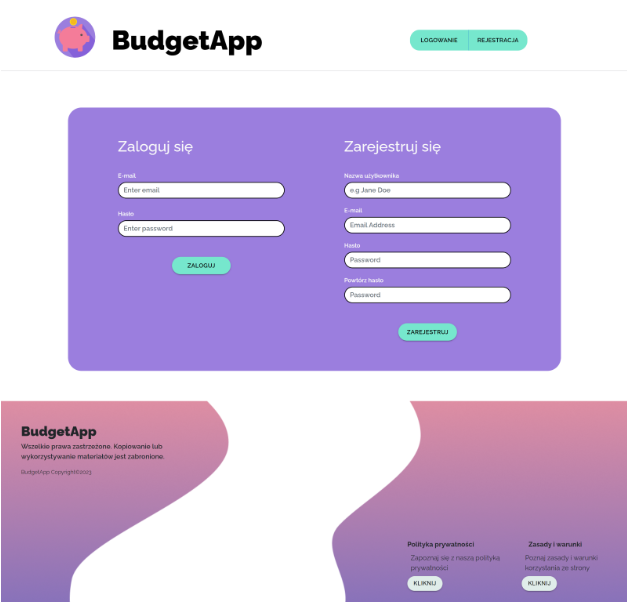 BudgetApp
LOGOWANIE REJESTRACJA
Zaloguj się
E-mail
Enter email
Hasło
Enter password
ZALOGUJ
Zarejestruj się
Nazwa użytkownika
e.g Jane Doe
E-mail
Email Address
Hasło
Password
Powtórz hasło
Password
ZAREJESTRUJ
BudgetApp
Wszelkie prawa zastrzeżone. Kopiowanie lub
wykorzystywanie materiałów jest zabronione.
BudgetApp Copyright©2023
Polityka prywatności
Zapoznaj się z naszą polityką
prywatności
KLIKNIJ
Zasady i warunki
Poznaj zasady i warunki
korzystania ze strony
KLIKNIJ